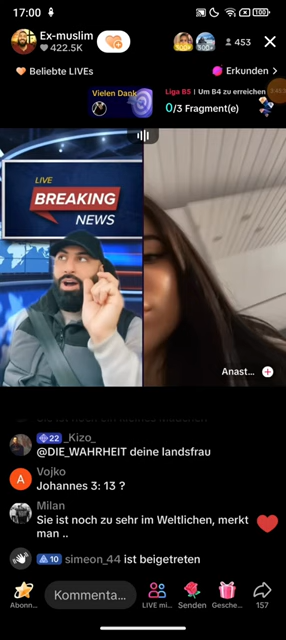 17:00
100
Ex-muslim
422.5K
500+
453
Beliebte LIVEs
Erkunden >
Vielen Dank
Liga B5 | Um B4 zu erreichen
0/3 Fragment(e)
LIVE
BREAKING
NEWS
Anast...
22 _Kizo_
@DIE_WAHRHEIT deine landsfrau
A
Vojko
Johannes 3: 13 ?
Milan
Sie ist noch zu sehr im Weltlichen, merkt
man ..
10 simeon_44 ist beigetreten
Kommenta...
Abonn...
LIVE mi...
Senden
Gesche...
157